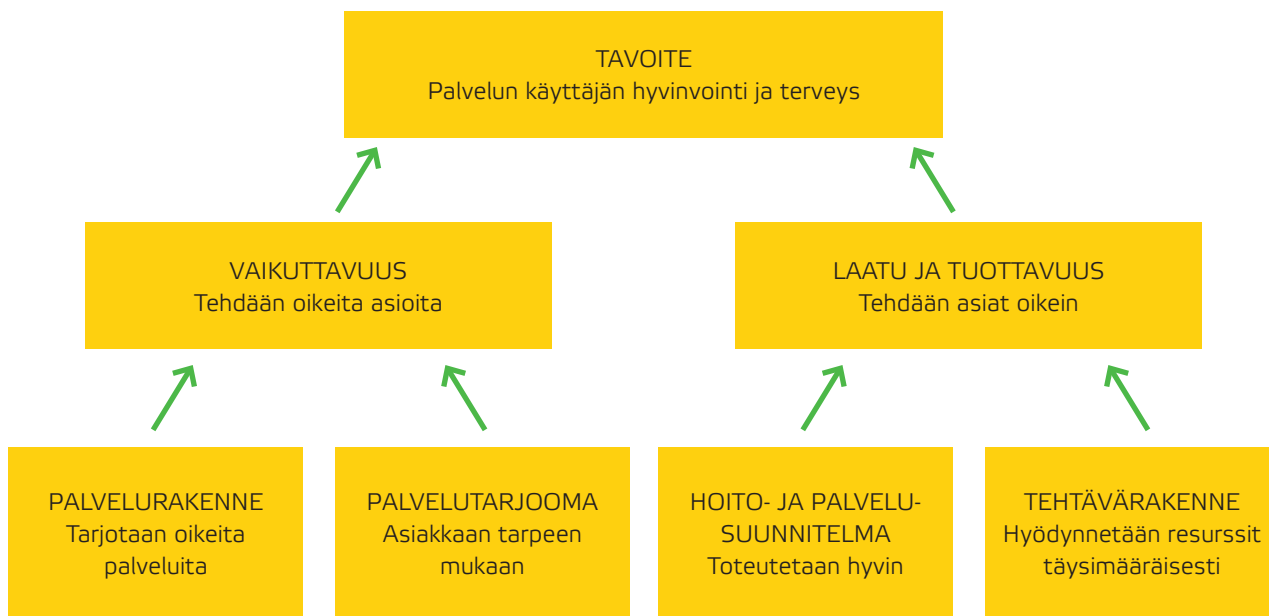 TAVOITE
Palvelun käyttäjän hyvinvointi ja terveys
VAIKUTTAVUUS
Tehdään oikeita asioita
LAATU JA TUOTTAVUUS
Tehdään asiat oikein
PALVELURAKENNE
Tarjotaan oikeita
palveluita
PALVELUTARJOOMA
Asiakkaan tarpeen
mukaan
HOITO- JA PALVELU-
SUUNNITELMA
Toteutetaan hyvin
TEHTÄVÄRAKENNE
Hyödynnetään resurssit
täysimääräisesti